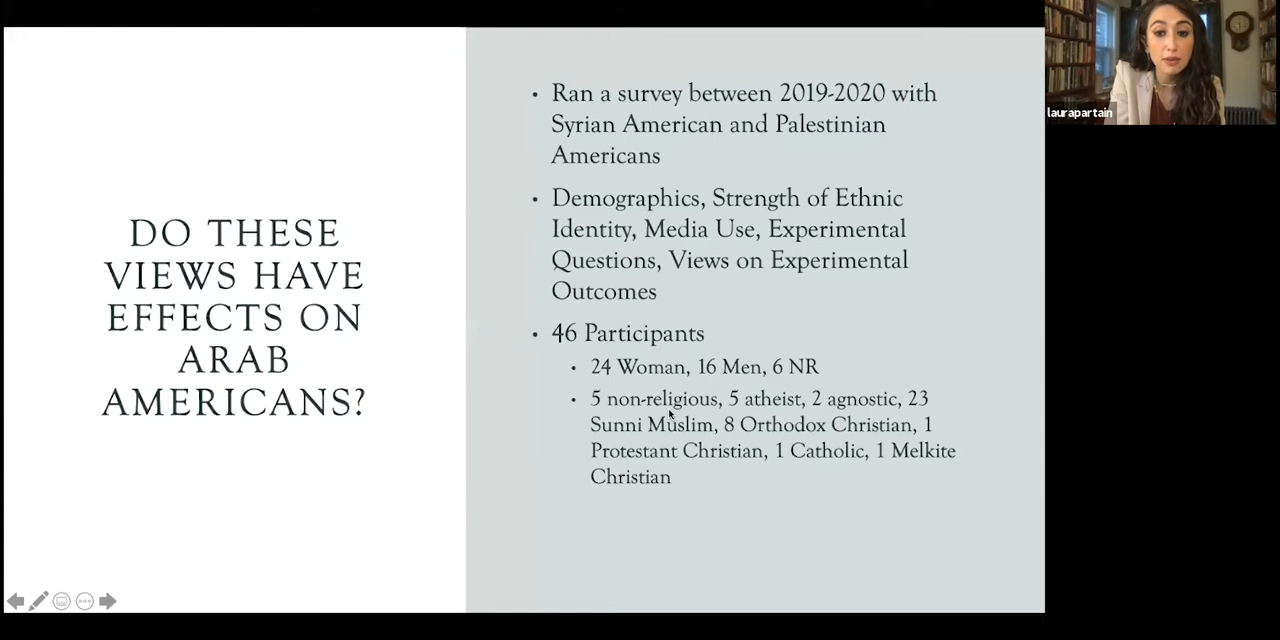 DO THESE
VIEWS HAVE
EFFECTS ON
ARAB
AMERICANS?
• Ran a survey between 2019-2020 with
Syrian American and Palestinian
Americans
• Demographics, Strength of Ethnic
Identity, Media Use, Experimental
Questions, Views on Experimental
Outcomes
• 46 Participants
• 24 Woman, 16 Men, 6 NR
• 5 non-religious, 5 atheist, 2 agnostic, 23
Sunni Muslim, 8 Orthodox Christian, 1
Protestant Christian, 1 Catholic, 1 Melkite
Christian
laurapartain